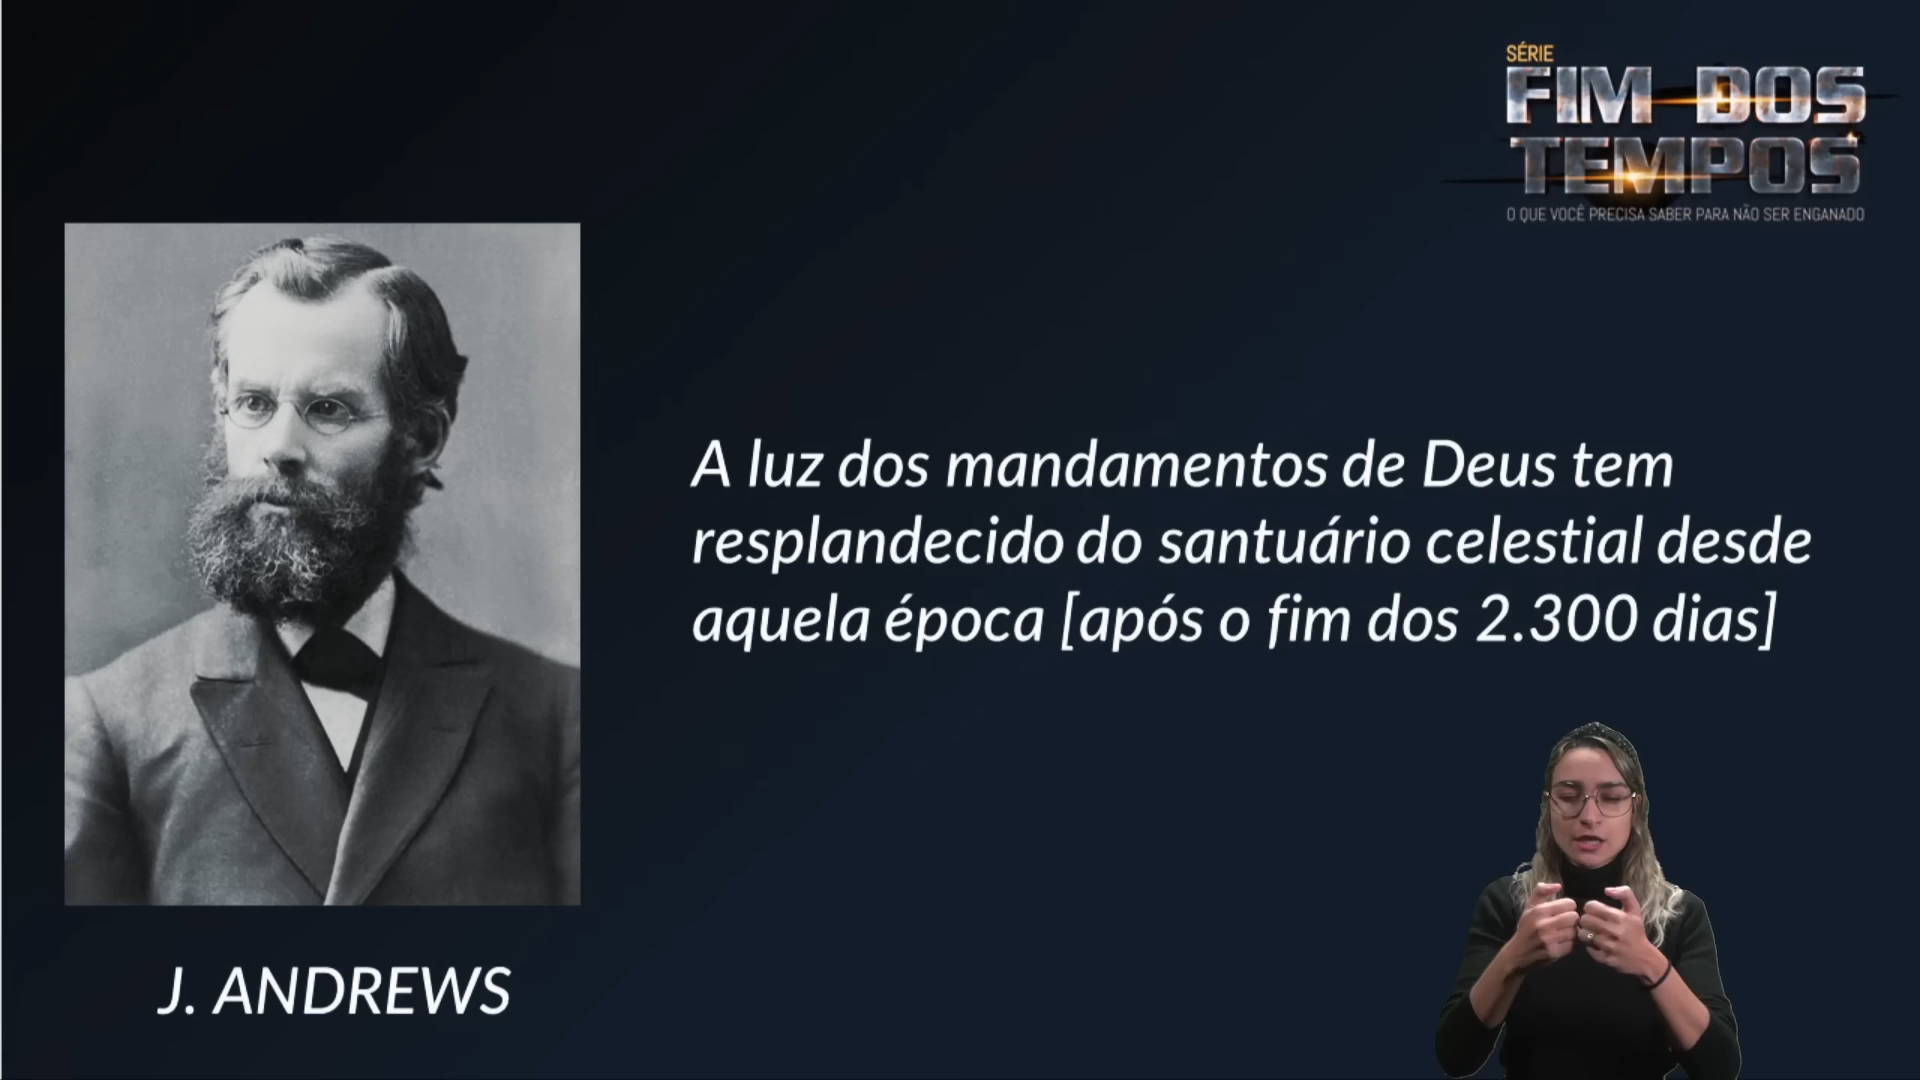 SÉRIE
FIM DOS
TEMPOS
O QUE VOCÊ PRECISA SABER PARA NÃO SER ENGANADO
A luz dos mandamentos de Deus tem
resplandecido do santuário celestial desde
aquela época [após o fim dos 2.300 dias]
J. ANDREWS